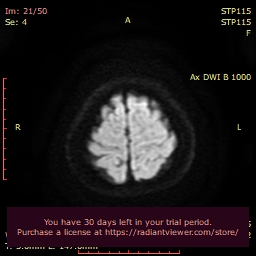 Im: 21/50
Se: 4
A
STP115
STP115
F
Ax DWI B 1000
R
L
You have 30 days left in your trial period.
Purchase a license at https://radiantviewer.com/store/